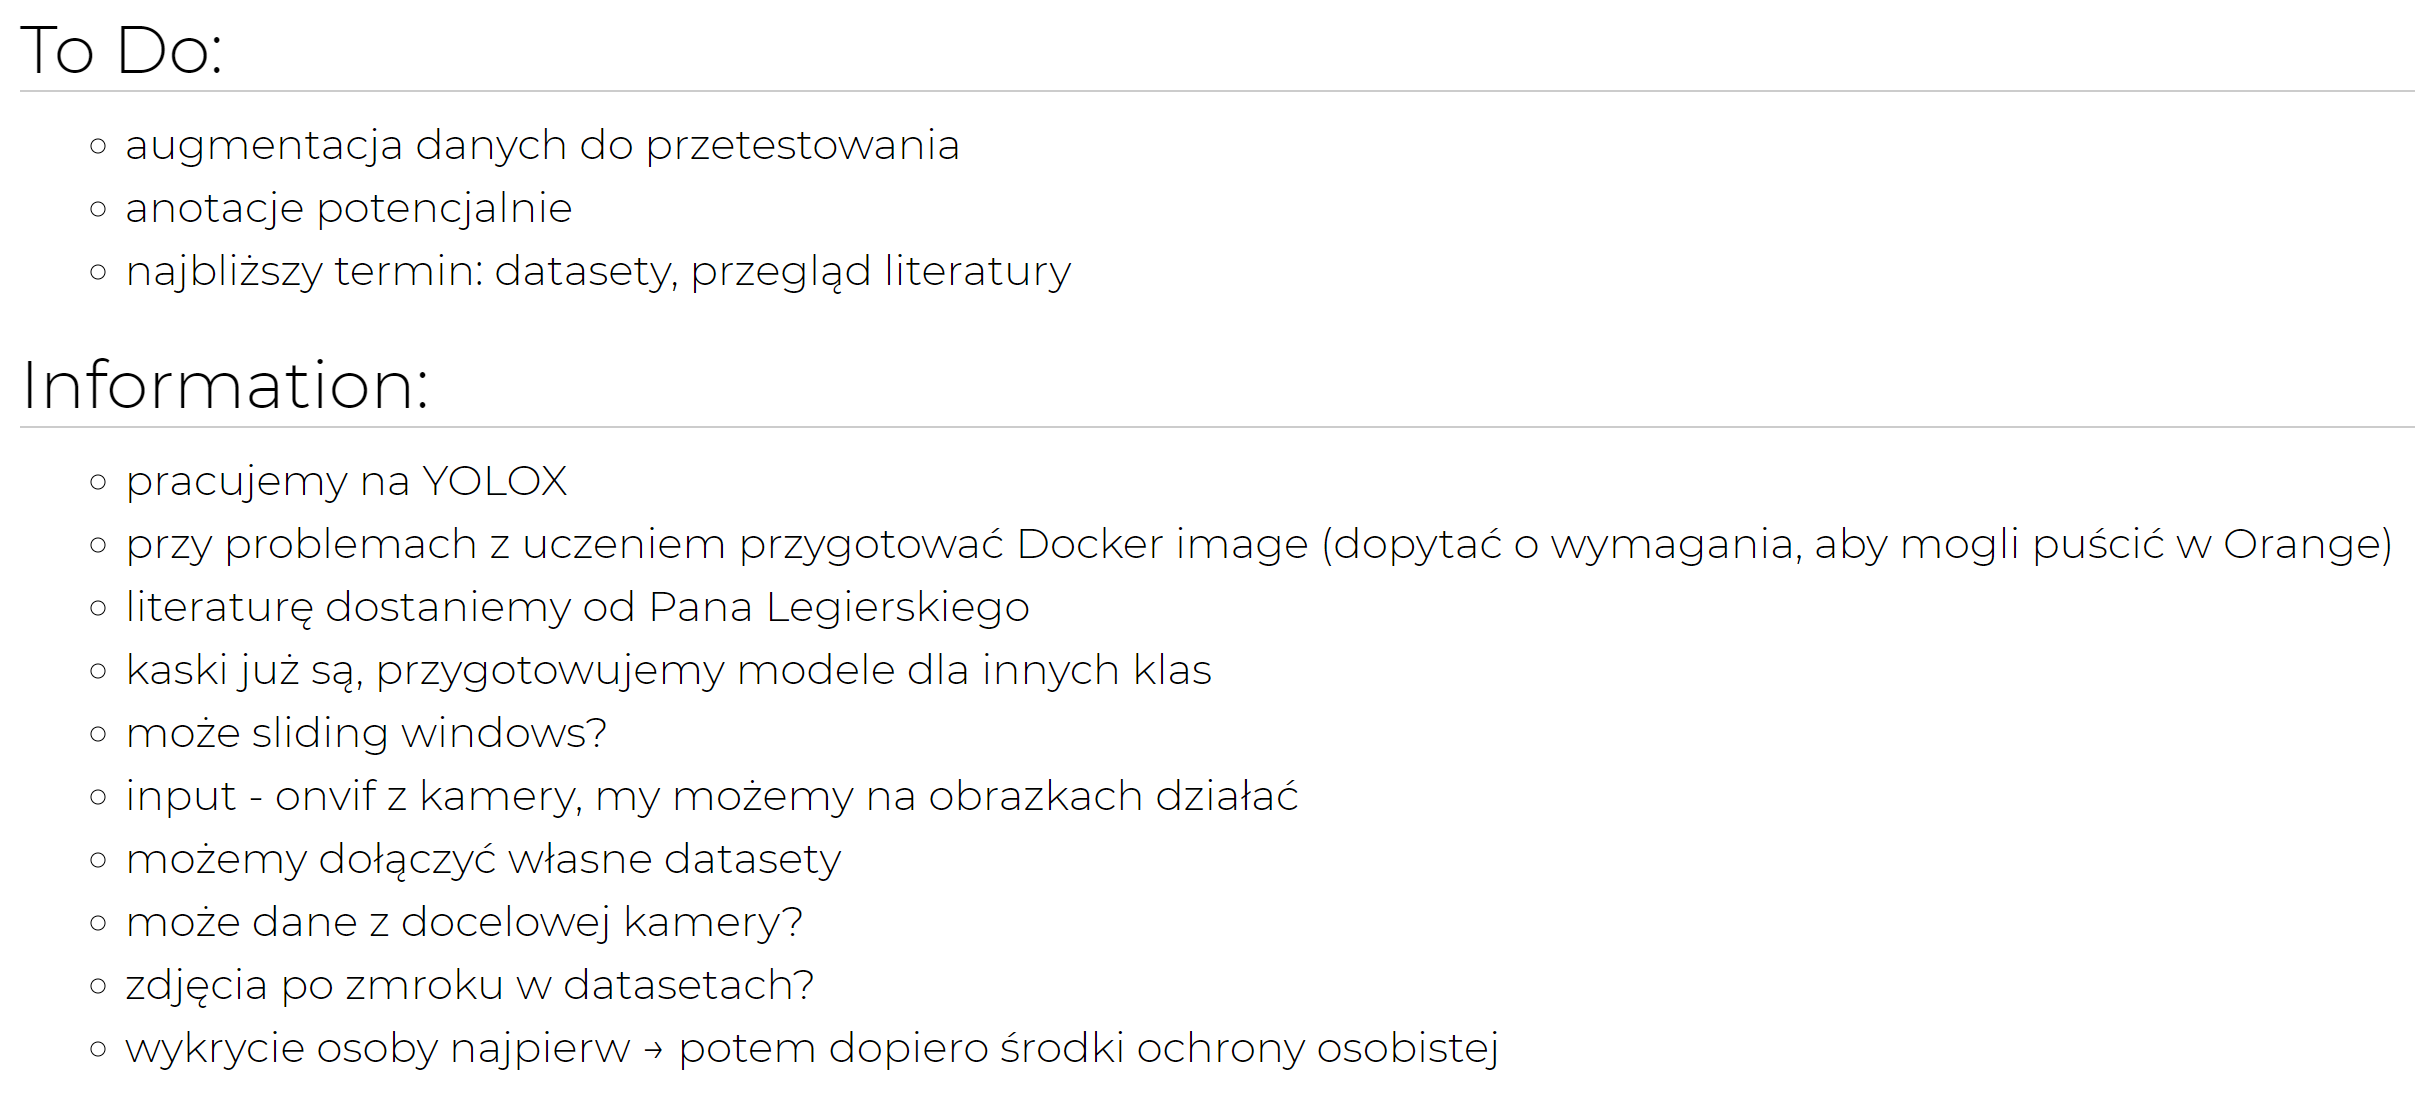 To Do:
augmentacja danych do przetestowania
anotacje potencjalnie
najbliższy termin: datasety, przegląd literatury
Information:
pracujemy na YOLOX
przy problemach z uczeniem przygotować Docker image (dopytać o wymagania, aby mogli puścić w Orange)
literaturę dostaniemy od Pana Legierskiego
kaski już są, przygotowujemy modele dla innych klas
może sliding windows?
input - onvif z kamery, my możemy na obrazkach działać
możemy dołączyć własne datasety
może dane z docelowej kamery?
zdjęcia po zmroku w datasetach?
wykrycie osoby najpierw → potem dopiero środki ochrony osobistej